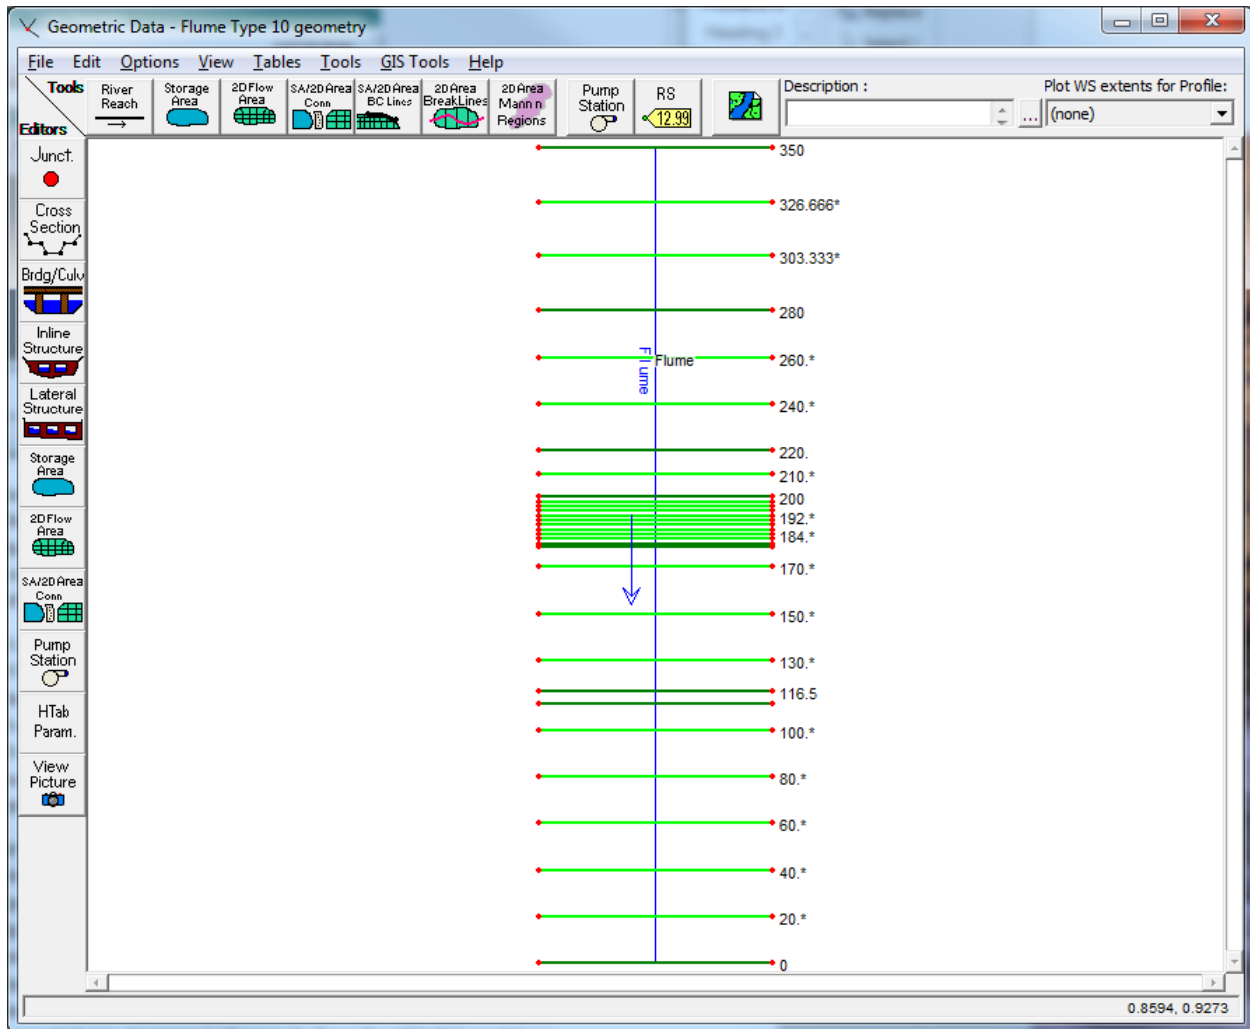 Geometric Data - Flume Type 10 geometry
File Edit Options View Tables Tools GIS Tools Help
Tools
Editors
River
Reach
Storage
Area
2D Flow
Area
SA/2D Area
Conn
SA/2D Area
BC Lines
2D Area
BreakLines
2D Area
Mann n
Regions
Pump
Station
RS
12.99
Description :
...
Plot WS extents for Profile:
(none)
Junct.
Cross
Section
Brdg/Culv
Inline
Structure
Lateral
Structure
Storage
Area
2D Flow
Area
SA/2D Area
Conn
Pump
Station
HTab
Param.
View
Picture
350
326.666*
303.333*
280
Flume
Flume
260.*
240.*
220.
210.*
200
192.*
184.*
170.*
150.*
130.*
116.5
100.*
80.*
60.*
40.*
20.*
0
0.8594, 0.9273